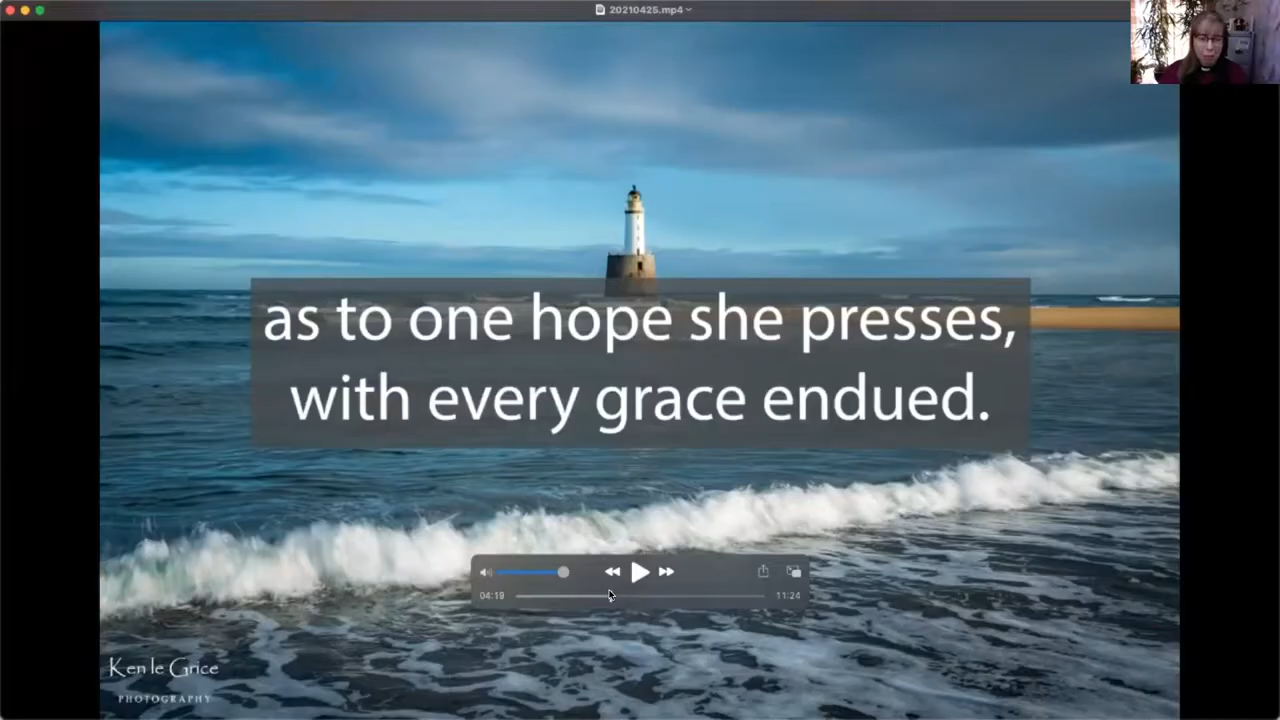 20210425.mp4
as to one hope she presses,
with every grace endued.
04:19
11:24
Ken le Grice
PHOTOGRAPHY